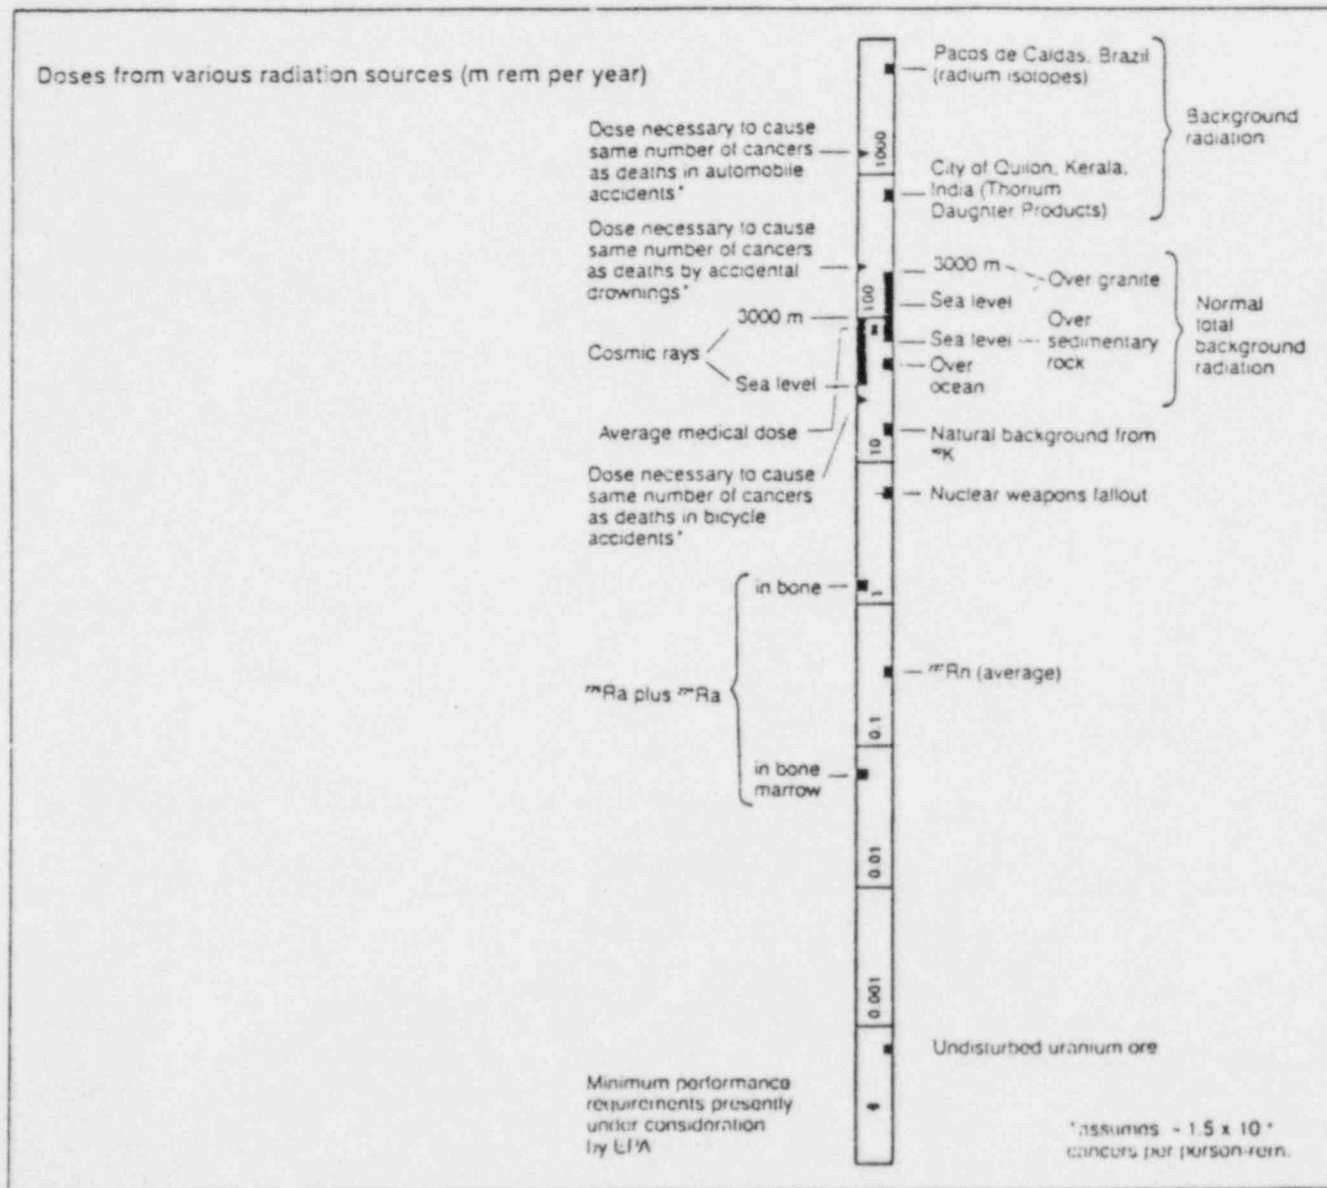 Doses from various radiation sources (m rem per year)
Dose necessary to cause
same number of cancers
as deaths in automobile
accidents*
Dose necessary to cause
same number of cancers
as deaths by accidental
drownings*
3000 m
Cosmic rays
Sea level
Average medical dose
Dose necessary to cause
same number of cancers
as deaths in bicycle
accidents*
in bone
Ra plus Ra
in bone
marrow
Minimum performance
requirements presently
under consideration
by EPA
1000
100
10
1
0.1
0.01
0.001
Pacos de Caldas, Brazil
(radium isotopes)
City of Quilon, Kerala,
India (Thorium
Daughter Products)
Background
radiation
3000 m
Over granite
Sea level
Sea level
Over
sedimentary
rock
Over
ocean
Normal
total
background
radiation
Natural background from
⁴⁰K
Nuclear weapons fallout
Rn (average)
Undisturbed uranium ore
*assumes ~ 1.5 x 10
cancers per person-rem.